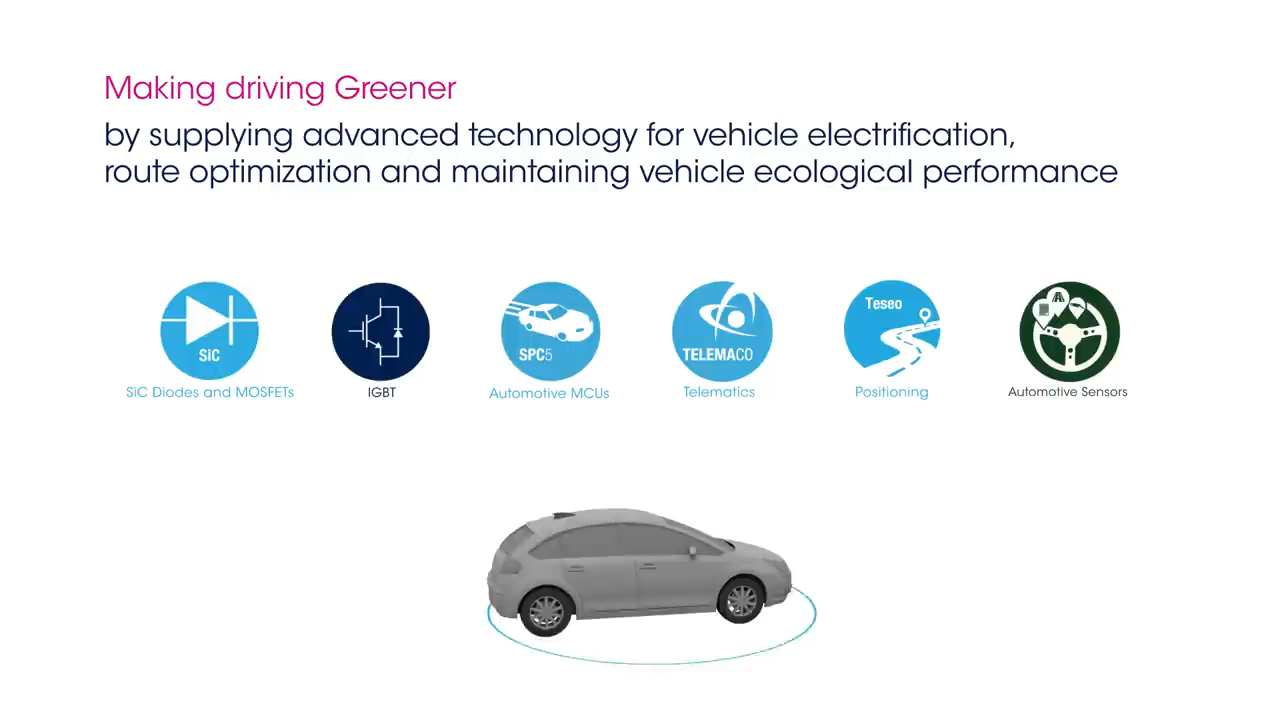 Making driving Greener
by supplying advanced technology for vehicle electrification,
route optimization and maintaining vehicle ecological performance
SiC
SPC5
TELEMACO
Teseo
SiC Diodes and MOSFETs
IGBT
Automotive MCUs
Telematics
Positioning
Automotive Sensors